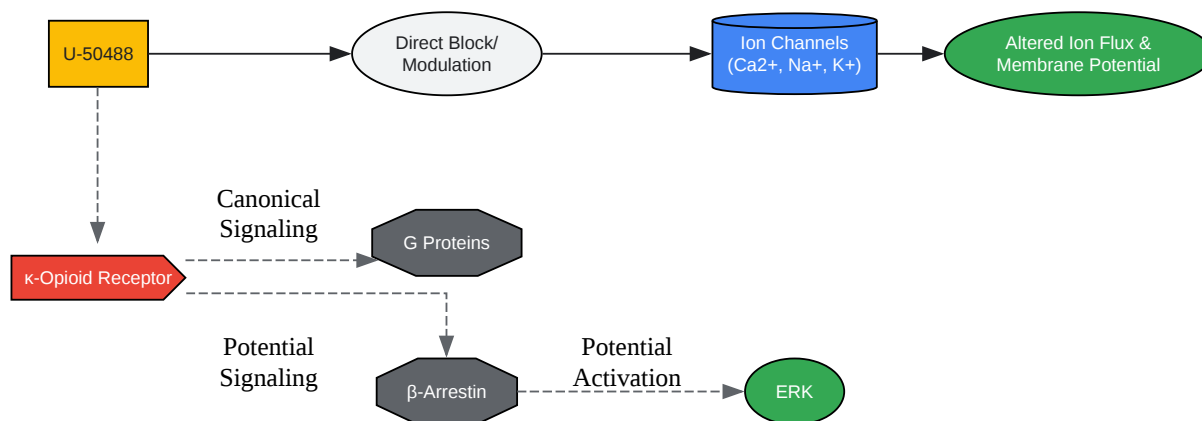 U-50488
Direct Block/
Modulation
Ion Channels
(Ca2+, Na+, K+)
Altered Ion Flux &
Membrane Potential
Canonical
Signaling
G Proteins
κ-Opioid Receptor
Potential
Signaling
β-Arrestin
Potential
Activation
ERK